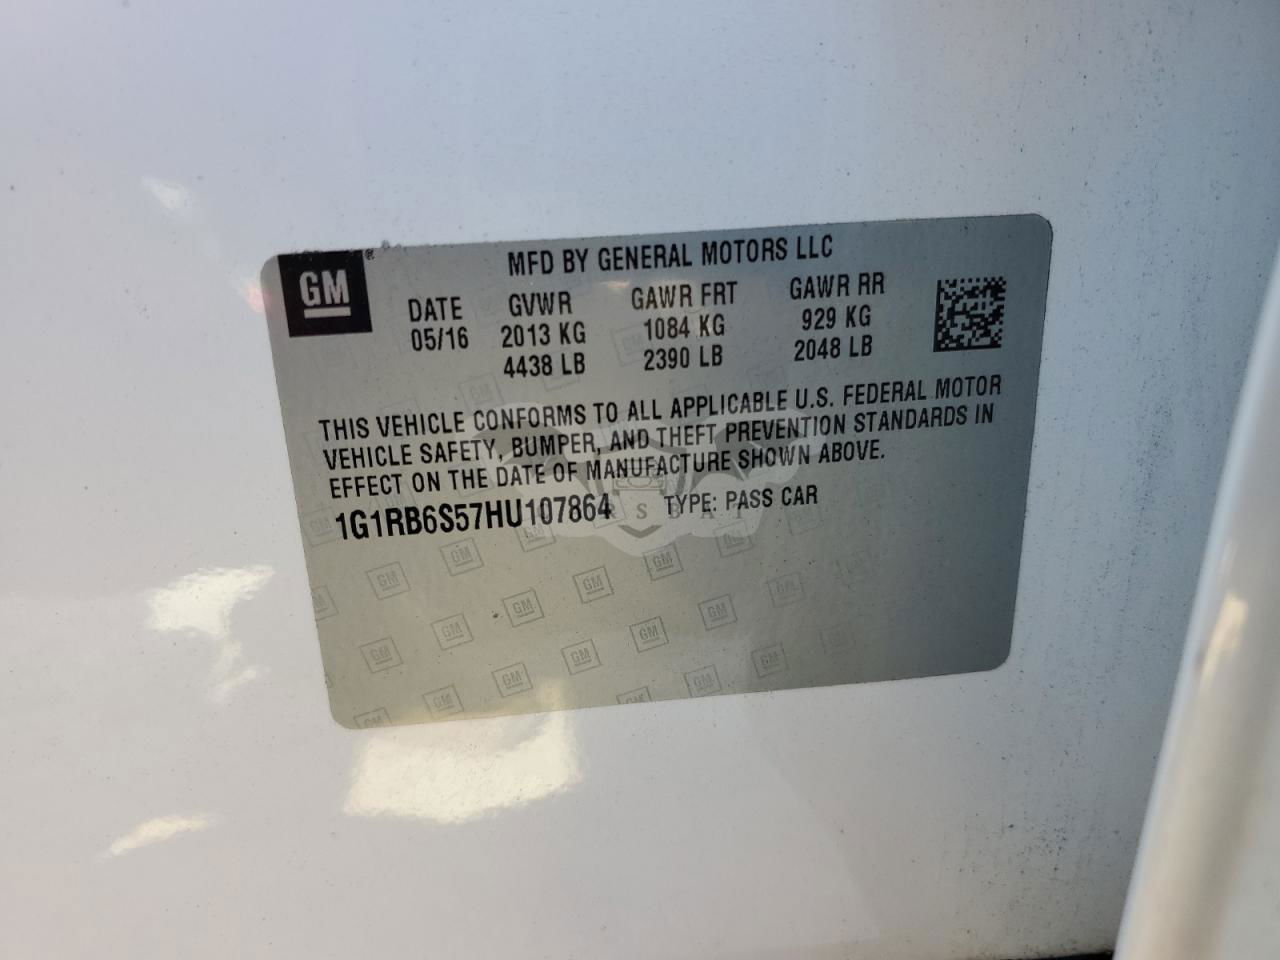 GM®
MFD BY GENERAL MOTORS LLC
DATE GVWR GAWR FRT GAWR RR
05/16 2013 KG 1084 KG 929 KG
4438 LB 2390 LB 2048 LB
THIS VEHICLE CONFORMS TO ALL APPLICABLE U.S. FEDERAL MOTOR
VEHICLE SAFETY, BUMPER, AND THEFT PREVENTION STANDARDS IN
EFFECT ON THE DATE OF MANUFACTURE SHOWN ABOVE.
1G1RB6S57HU107864 TYPE: PASS CAR